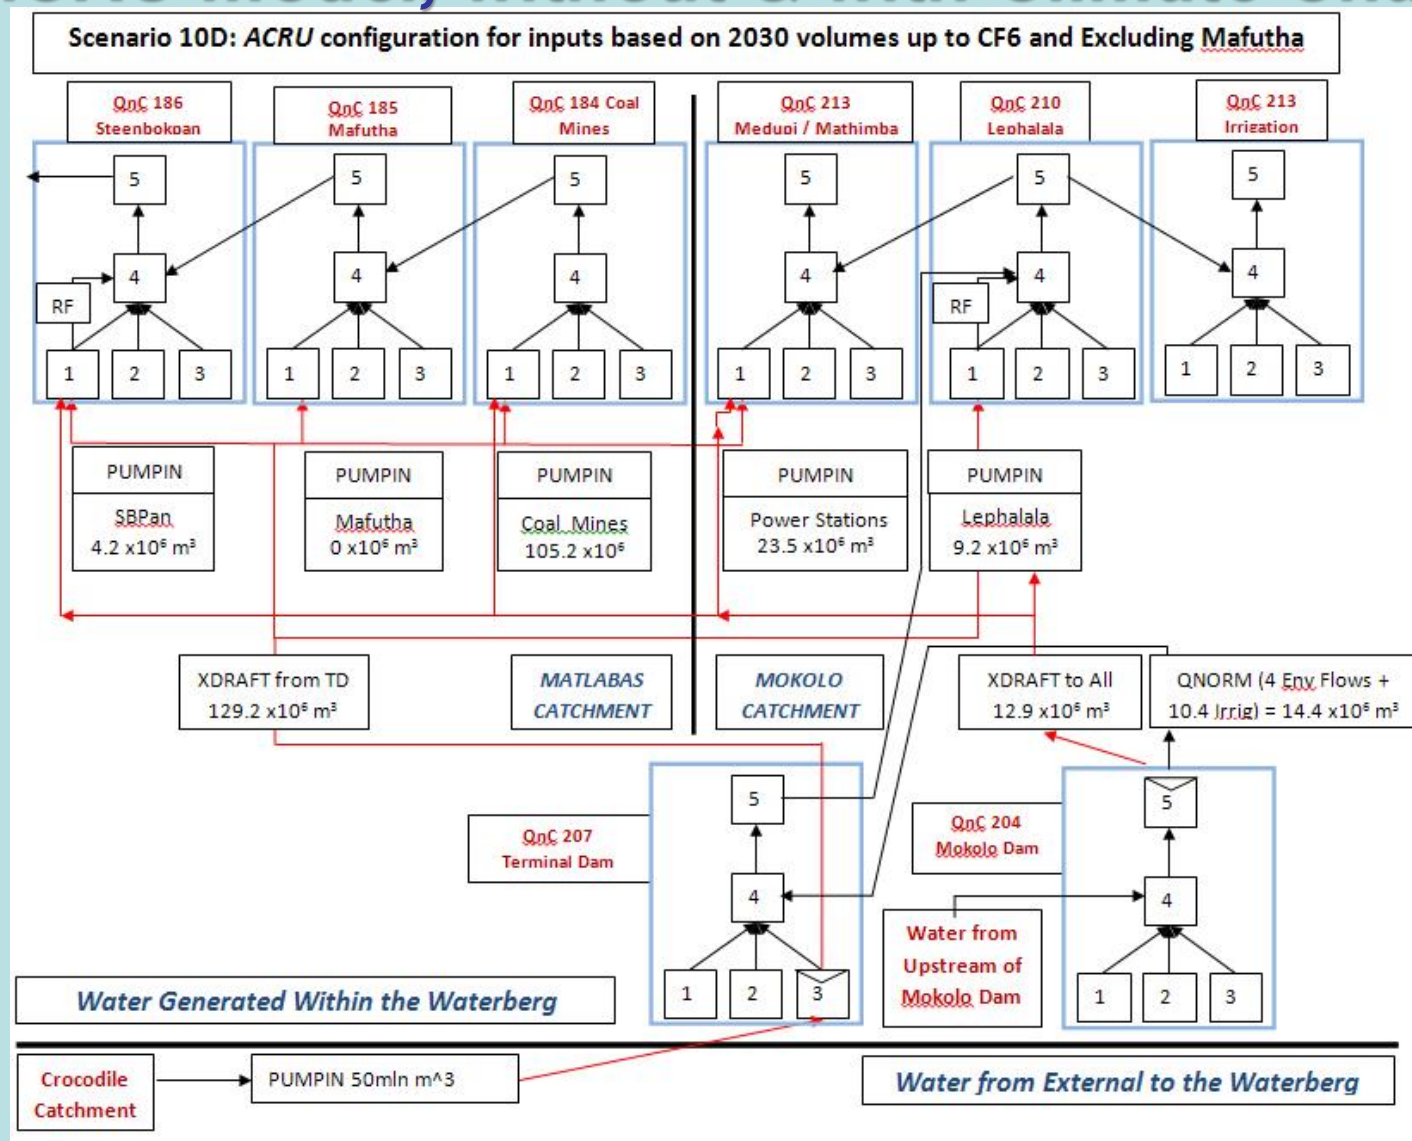 Scenario 10D: ACRU configuration for inputs based on 2030 volumes up to CF6 and Excluding Mafutha
QnC 186
Steenbokpan
QnC 185
Mafutha
QnC 184 Coal
Mines
QnC 213
Medupi / Mathimba
QnC 210
Lephalala
QnC 213
Irrigation
5
5
5
5
5
5
4
4
4
4
4
4
RF
RF
1
2
3
1
2
3
1
2
3
1
2
3
1
2
3
1
2
3
PUMPIN
SBPan
4.2 x10⁶ m³
PUMPIN
Mafutha
0 x10⁶ m³
PUMPIN
Coal Mines
105.2 x10⁶
PUMPIN
Power Stations
23.5 x10⁶ m³
PUMPIN
Lephalala
9.2 x10⁶ m³
XDRAFT from TD
129.2 x10⁶ m³
MATLABAS
CATCHMENT
MOKOLO
CATCHMENT
XDRAFT to All
12.9 x10⁶ m³
QNORM (4 Env Flows +
10.4 Irrig) = 14.4 x10⁶ m³
QnC 207
Terminal Dam
5
4
1
2
3
QnC 204
Mokolo Dam
5
4
1
2
3
Water from
Upstream of
Mokolo Dam
Water Generated Within the Waterberg
Crocodile
Catchment
PUMPIN 50mln m^3
Water from External to the Waterberg